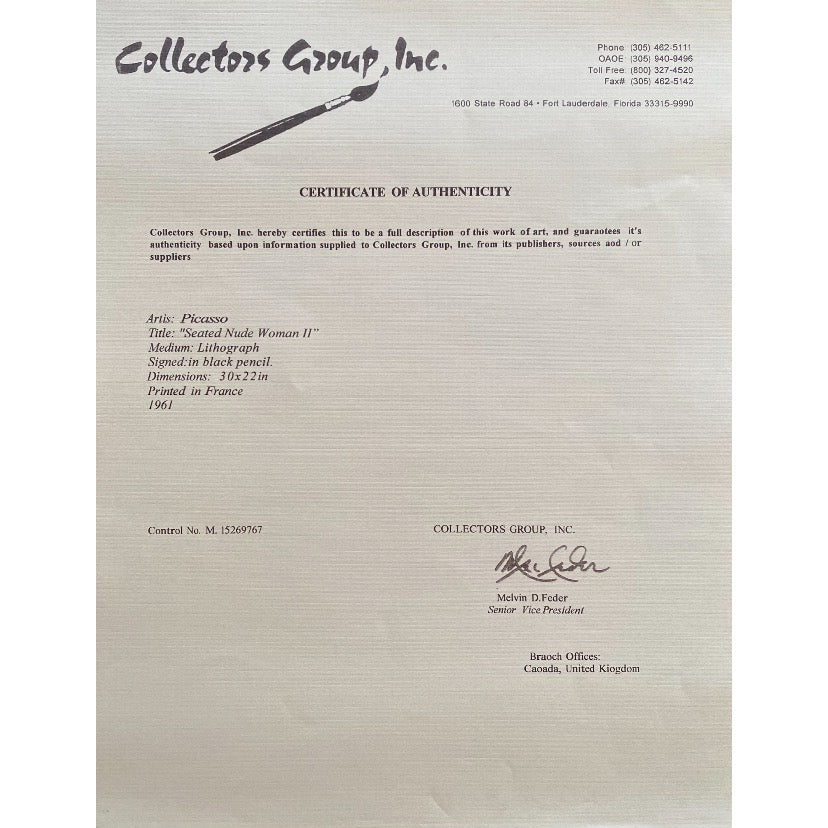 Collectors Group, Inc.
Phone: (305) 462-5111
OAOE: (305) 940-9496
Toll Free: (800) 327-4520
Fax# (305) 462-5142
1600 State Road 84 • Fort Lauderdale, Florida 33315-9990
CERTIFICATE OF AUTHENTICITY
Collectors Group, Inc. hereby certifies this to be a full description of this work of art, and guaraotees it's
authenticity based upon information supplied to Collectors Group, Inc. from its publishers, sources aod / or
suppliers
Artis: Picasso
Title: "Seated Nude Woman II"
Medium: Lithograph
Signed:in black pencil.
Dimensions: 30x22in
Printed in France
1961
Control No. M. 15269767
COLLECTORS GROUP, INC.
Melvin D.Feder
Senior Vice President
Braoch Offices:
Caoada, United Kiogdom